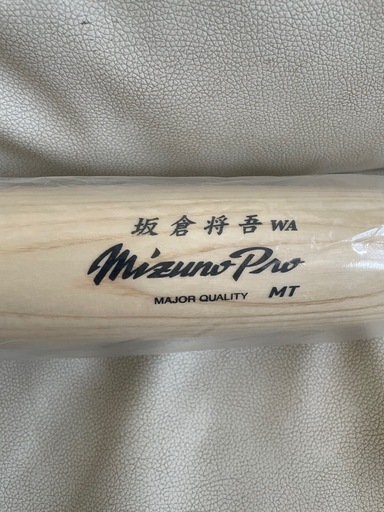 坂倉将吾 WA
Mizuno Pro
MAJOR QUALITY MT